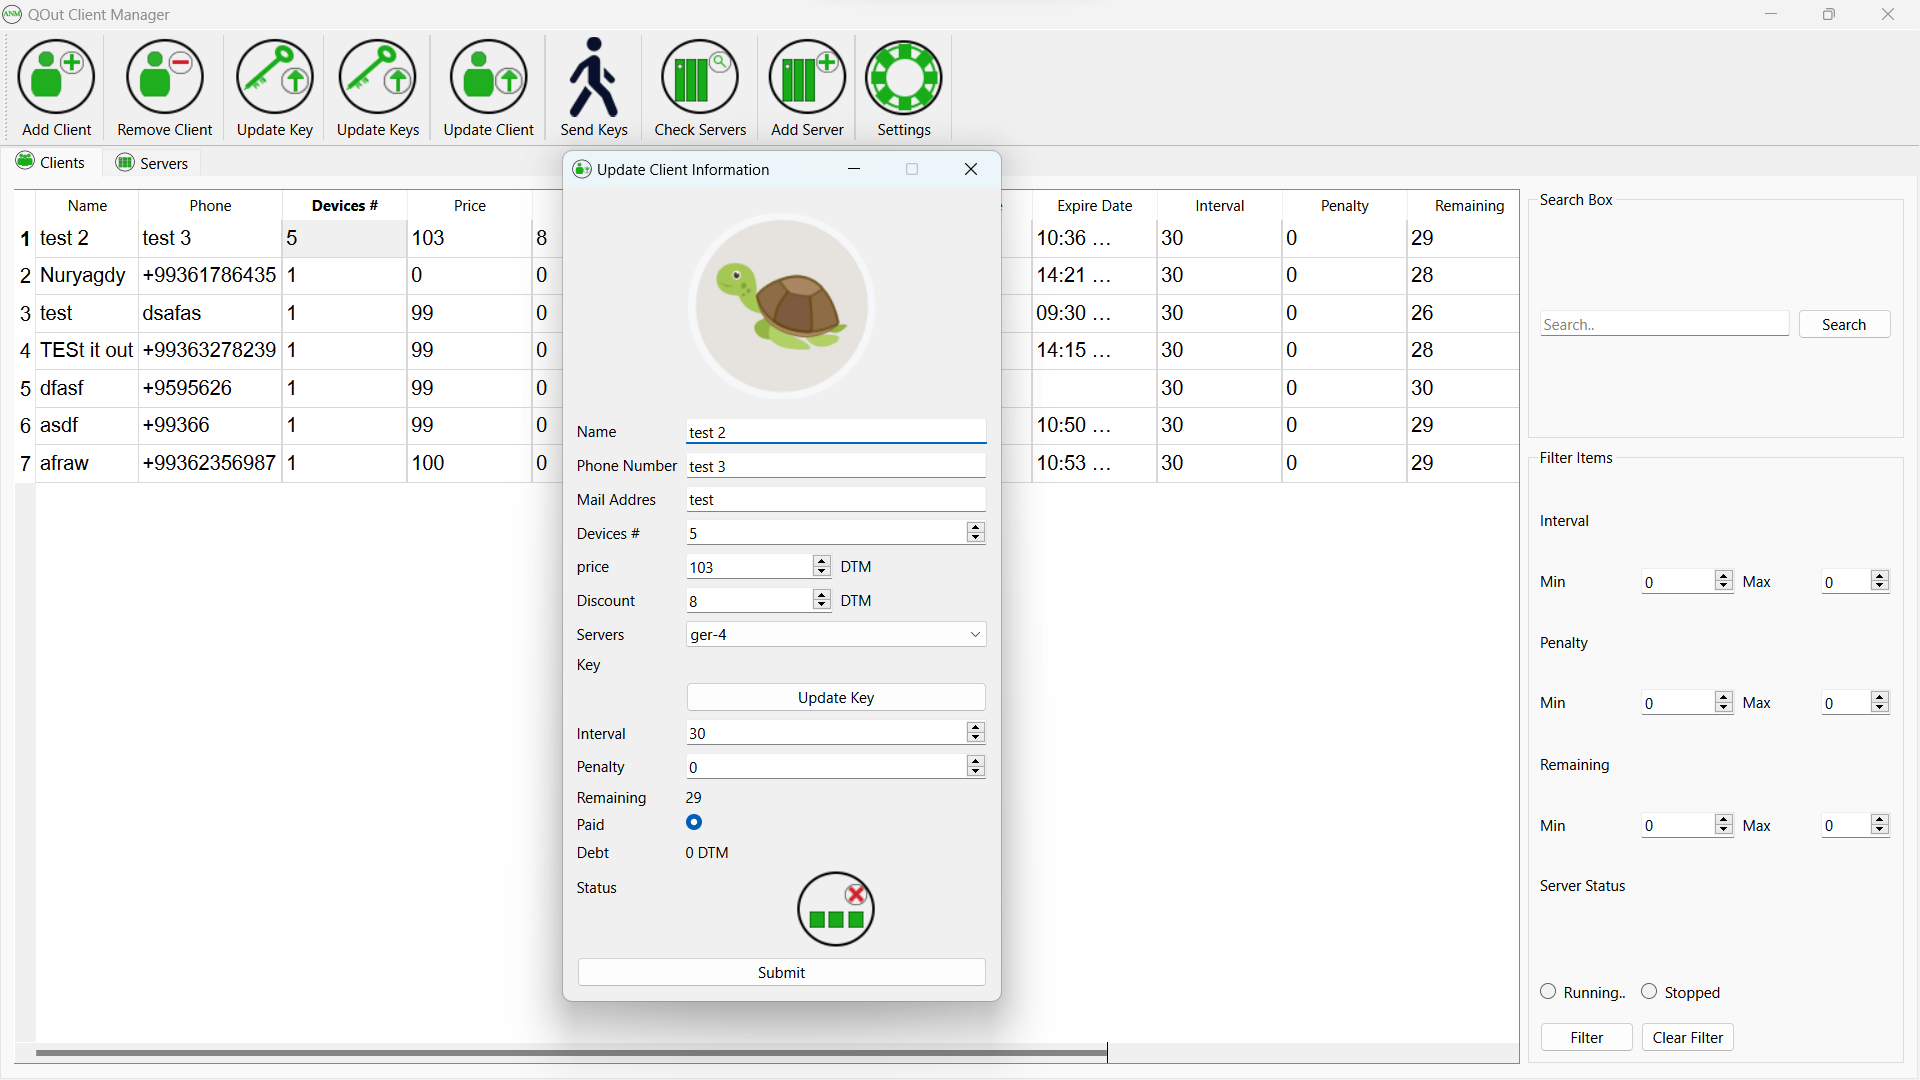 ANM QOut Client Manager
Add Client
Remove Client
Update Key
Update Keys
Update Client
Send Keys
Check Servers
Add Server
Settings
Clients
Servers
Name Phone Devices # Price Expire Date Interval Penalty Remaining
1 test 2 test 3 5 103 8 10:36 ... 30 0 29
2 Nuryagdy +99361786435 1 0 0 14:21 ... 30 0 28
3 test dsafas 1 99 0 09:30 ... 30 0 26
4 TESt it out +99363278239 1 99 0 14:15 ... 30 0 28
5 dfasf +9595626 1 99 0 30 0 30
6 asdf +99366 1 99 0 10:50 ... 30 0 29
7 afraw +99362356987 1 100 0 10:53 ... 30 0 29
Update Client Information
Name test 2
Phone Number test 3
Mail Addres test
Devices # 5
price 103 DTM
Discount 8 DTM
Servers ger-4
Key
Update Key
Interval 30
Penalty 0
Remaining 29
Paid
Debt 0 DTM
Status
Submit
Search Box
Search..
Search
Filter Items
Interval
Min 0 Max 0
Penalty
Min 0 Max 0
Remaining
Min 0 Max 0
Server Status
Running.. Stopped
Filter Clear Filter